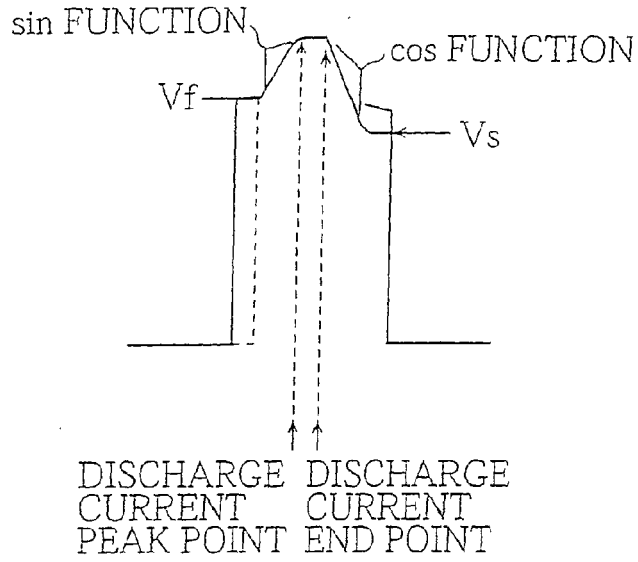 sin FUNCTION
cos FUNCTION
Vf
Vs
DISCHARGE
CURRENT
PEAK POINT
DISCHARGE
CURRENT
END POINT